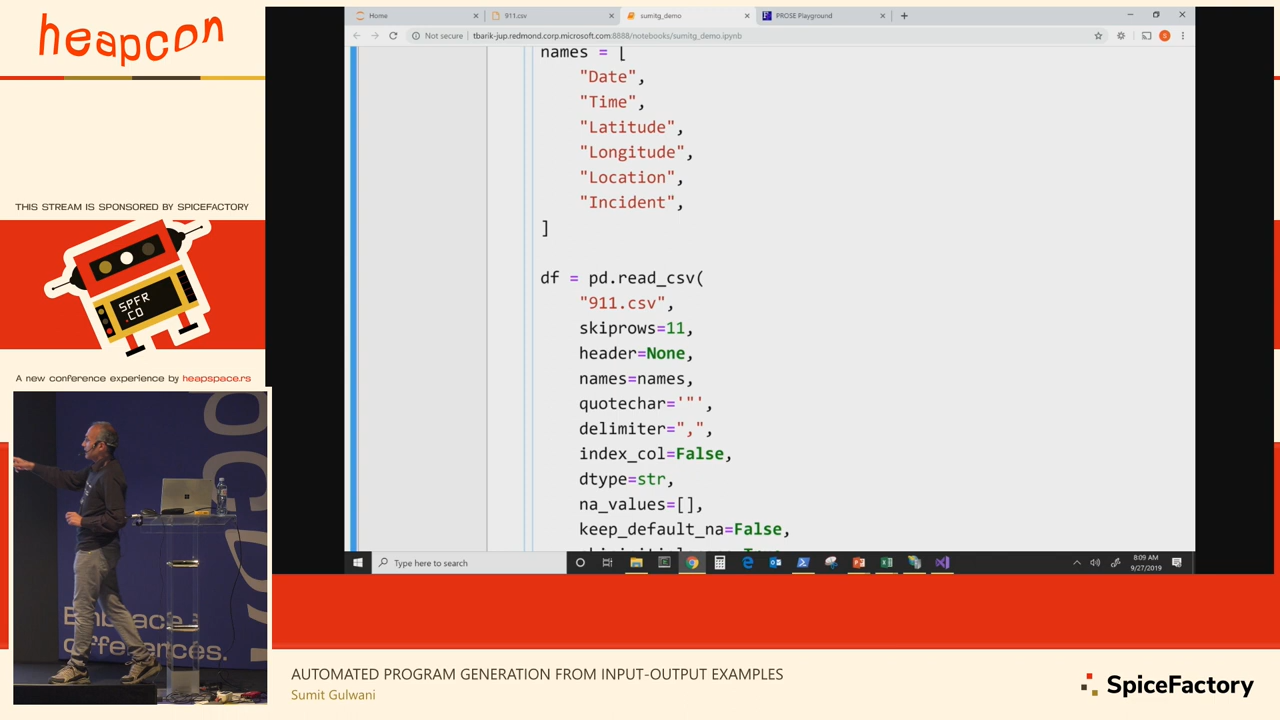 heapcon
THIS STREAM IS SPONSORED BY SPICEFACTORY
SPFR
.CO
A new conference experience by heapspace.rs
Embrace
differences.
Home
911.csv
sumitg_demo
PROSE Playground
Not secure | tbarik-jup.redmond.corp.microsoft.com:8888/notebooks/sumitg_demo.ipynb
names = [
"Date",
"Time",
"Latitude",
"Longitude",
"Location",
"Incident",
]
df = pd.read_csv(
"911.csv",
skiprows=11,
header=None,
names=names,
quotechar='"',
delimiter=",",
index_col=False,
dtype=str,
na_values=[],
keep_default_na=False,
Type here to search
8:09 AM
9/27/2019
AUTOMATED PROGRAM GENERATION FROM INPUT-OUTPUT EXAMPLES
Sumit Gulwani
SpiceFactory